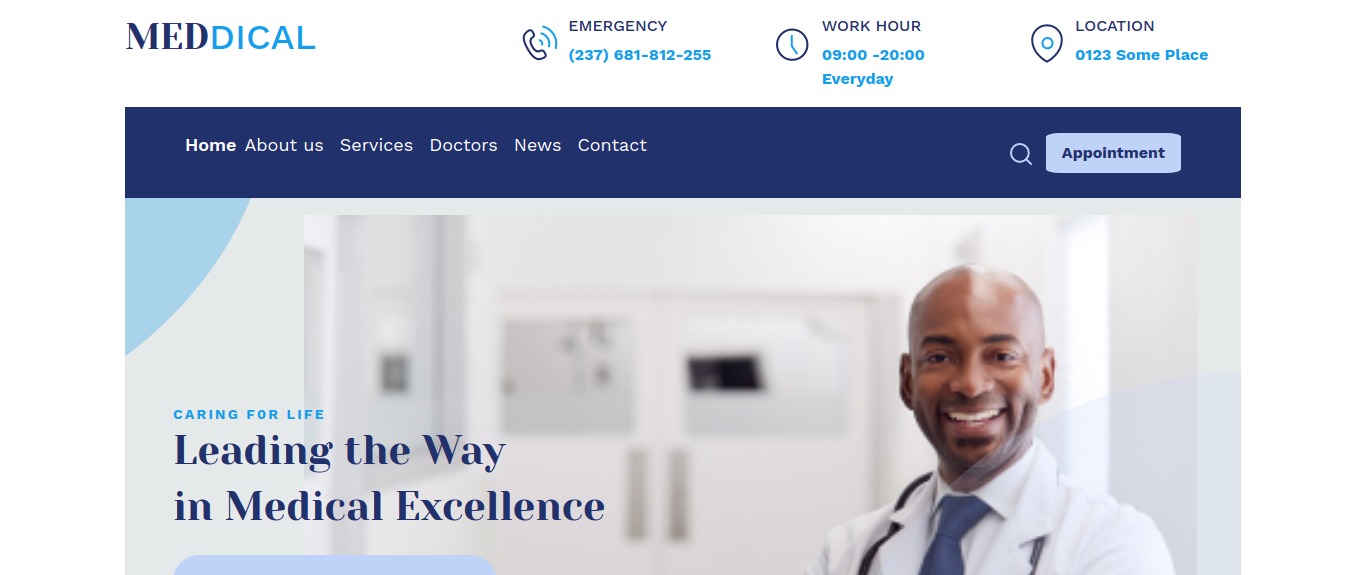 MEDDICAL
EMERGENCY
(237) 681-812-255
WORK HOUR
09:00 -20:00
Everyday
LOCATION
0123 Some Place
Home About us Services Doctors News Contact
Appointment
CARING F0R LIFE
Leading the Way
in Medical Excellence